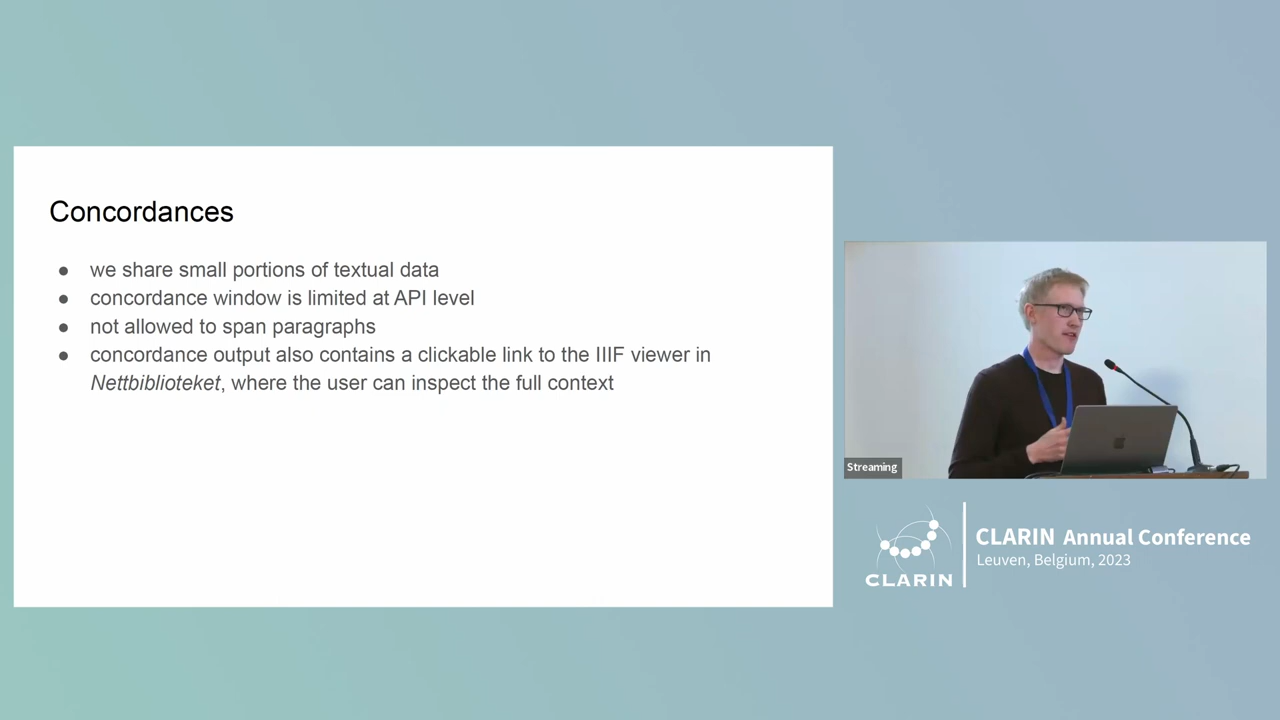 Concordances
● we share small portions of textual data
● concordance window is limited at API level
● not allowed to span paragraphs
● concordance output also contains a clickable link to the IIIF viewer in
Nettbiblioteket, where the user can inspect the full context
Streaming
CLARIN
CLARIN Annual Conference
Leuven, Belgium, 2023